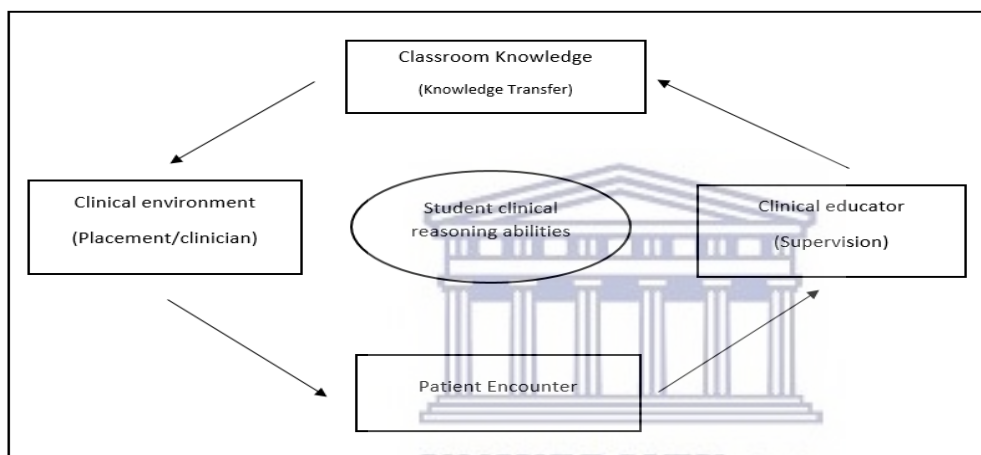 Classroom Knowledge
(Knowledge Transfer)
Clinical environment
(Placement/clinician)
Student clinical
reasoning abilities
Clinical educator
(Supervision)
Patient Encounter